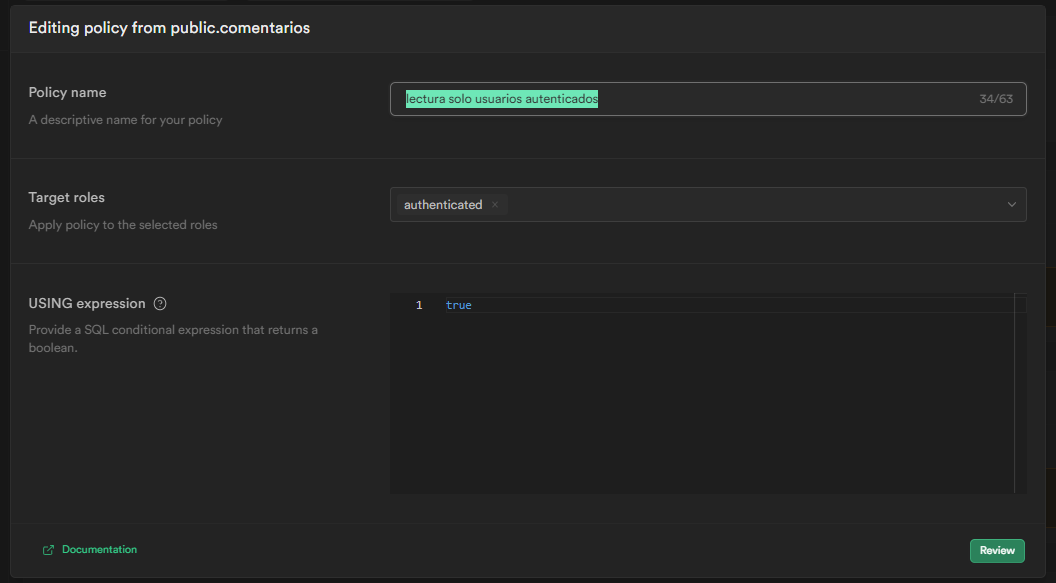 Editing policy from public.comentarios
Policy name
A descriptive name for your policy
lectura solo usuarios autenticados
34/63
Target roles
Apply policy to the selected roles
authenticated ×
USING expression ?
Provide a SQL conditional expression that returns a
boolean.
1 true
Documentation
Review